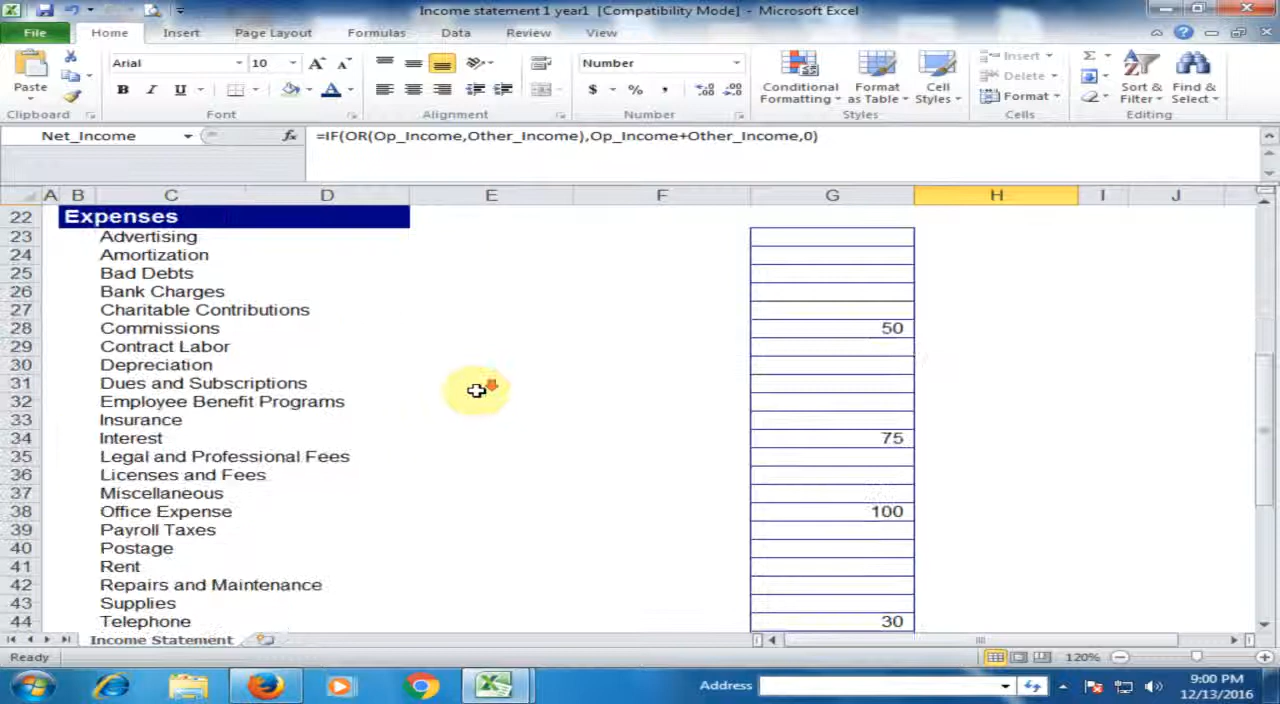 Income statement 1 year1 [Compatibility Mode] - Microsoft Excel
File Home Insert Page Layout Formulas Data Review View
Paste
Clipboard
Arial 10
B I U
Font
Alignment
Number
$ % ,
Number
Conditional Formatting
Format as Table
Cell Styles
Styles
Insert
Delete
Format
Cells
Sort & Filter
Find & Select
Editing
Net_Income fx =IF(OR(Op_Income,Other_Income),Op_Income+Other_Income,0)
A B C D E F G H I J
22 Expenses
23 Advertising
24 Amortization
25 Bad Debts
26 Bank Charges
27 Charitable Contributions
28 Commissions 50
29 Contract Labor
30 Depreciation
31 Dues and Subscriptions
32 Employee Benefit Programs
33 Insurance
34 Interest 75
35 Legal and Professional Fees
36 Licenses and Fees
37 Miscellaneous
38 Office Expense 100
39 Payroll Taxes
40 Postage
41 Rent
42 Repairs and Maintenance
43 Supplies
44 Telephone 30
Income Statement
Ready 120%
Address
9:00 PM
12/13/2016